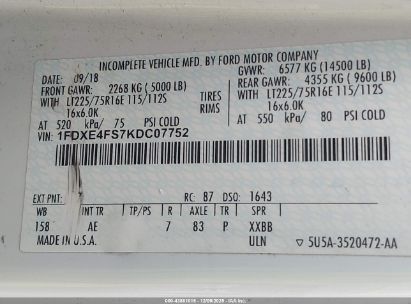 INCOMPLETE VEHICLE MFD. BY FORD MOTOR COMPANY
DATE: 09/18 GVWR: 6577 KG (14500 LB)
FRONT GAWR: 2268 KG (5000 LB) REAR GAWR: 4355 KG (9600 LB)
WITH LT225/75R16E 115/112S TIRES WITH LT225/75R16E 115/112S
16x6.0K RIMS 16x6.0K
AT 520 kPa/ 75 PSI COLD AT 550 kPa/ 80 PSI COLD
VIN: 1FDXE4FS7KDC07752
EXT PNT: RC: 87 DSO: 1643
WB INT TR TP/PS R AXLE TR SPR
158 AE 7 83 P XXBB
MADE IN U.S.A. ULN ▽ 5U5A-3520472-AA